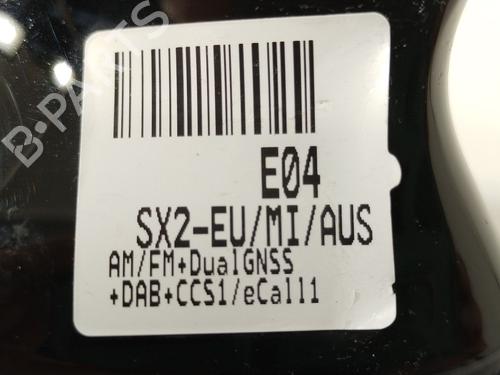 B-PARTS
E04
SX2-EU/MI/AUS
AM/FM+DualGNSS
+DAB+CCS1/eCall1